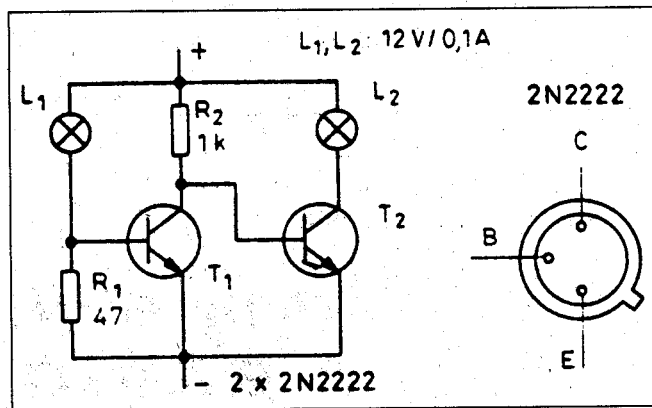 +
L1, L2: 12V/0,1A
L1
R2
1k
L2
2N2222
C
B
T1
T2
R1
47
E
- 2 x 2N2222